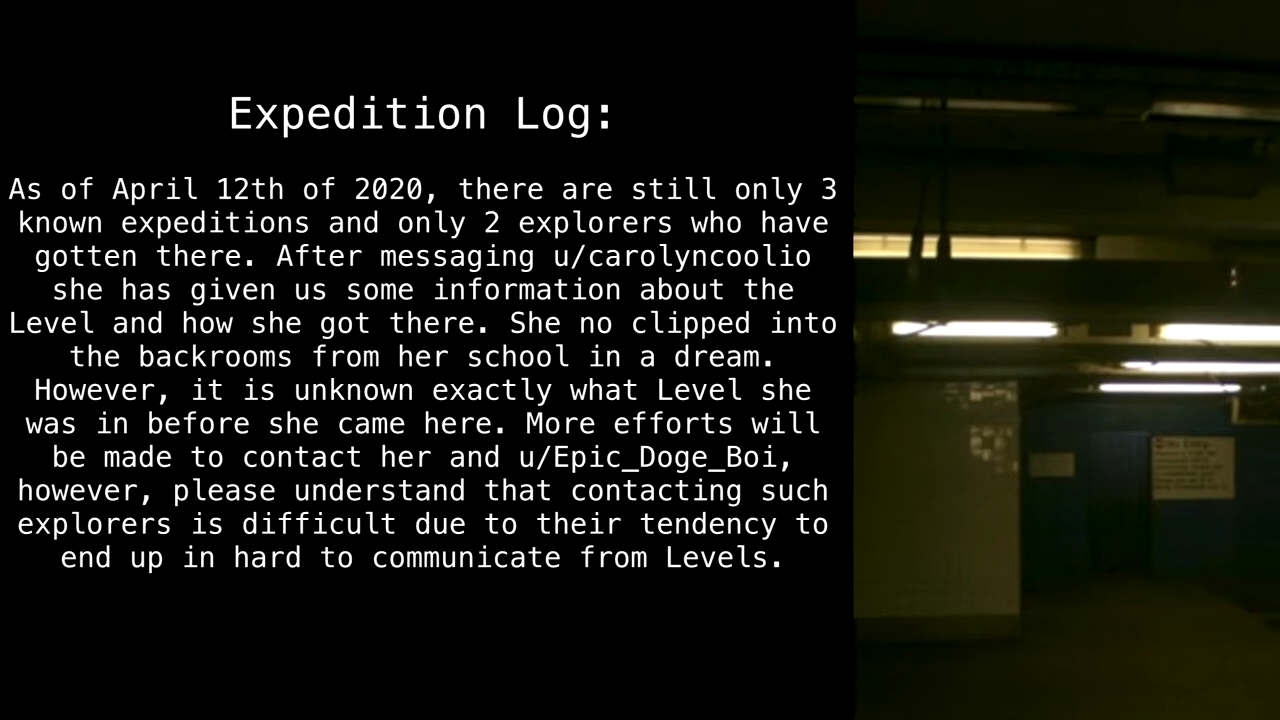 Expedition Log:
As of April 12th of 2020, there are still only 3
known expeditions and only 2 explorers who have
gotten there. After messaging u/carolyncoolio
she has given us some information about the
Level and how she got there. She no clipped into
the backrooms from her school in a dream.
However, it is unknown exactly what Level she
was in before she came here. More efforts will
be made to contact her and u/Epic_Doge_Boi,
however, please understand that contacting such
explorers is difficult due to their tendency to
end up in hard to communicate from Levels.
No Entry